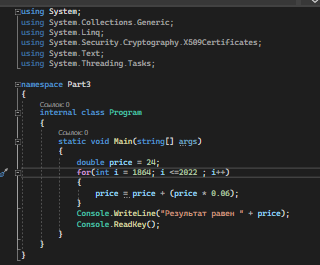 using System;
using System.Collections.Generic;
using System.Linq;
using System.Security.Cryptography.X509Certificates;
using System.Text;
using System.Threading.Tasks;
namespace Part3
{
Ссылок: 0
internal class Program
{
Ссылок: 0
static void Main(string[] args)
{
double price = 24;
for(int i = 1864; i <=2022 ; i++)
{
price = price + (price * 0.06);
}
Console.WriteLine("Результат равен " + price);
Console.ReadKey();
}
}
}